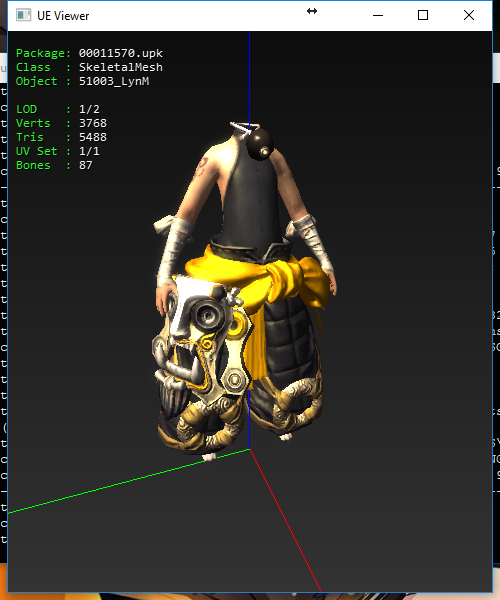 UE Viewer
Package: 00011570.upk
Class : SkeletalMesh
Object : 51003_LynM
LOD : 1/2
Verts : 3768
Tris : 5488
UV Set : 1/1
Bones : 87